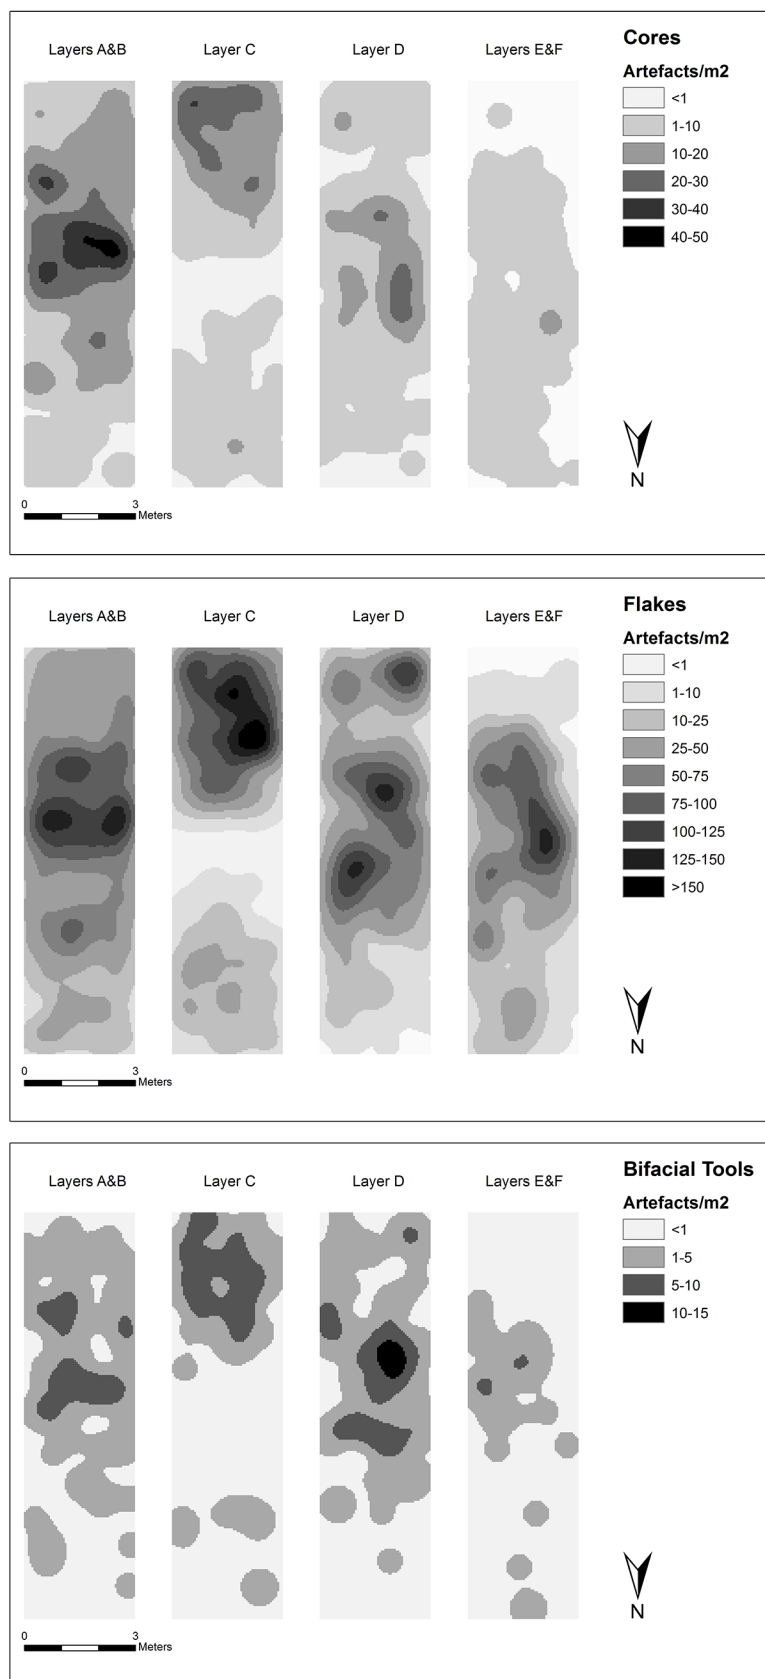 Layers A&B Layer C Layer D Layers E&F
Cores
Artefacts/m2
<1
1-10
10-20
20-30
30-40
40-50
N
0 3
Meters
Layers A&B Layer C Layer D Layers E&F
Flakes
Artefacts/m2
<1
1-10
10-25
25-50
50-75
75-100
100-125
125-150
>150
N
0 3
Meters
Layers A&B Layer C Layer D Layers E&F
Bifacial Tools
Artefacts/m2
<1
1-5
5-10
10-15
N
0 3
Meters